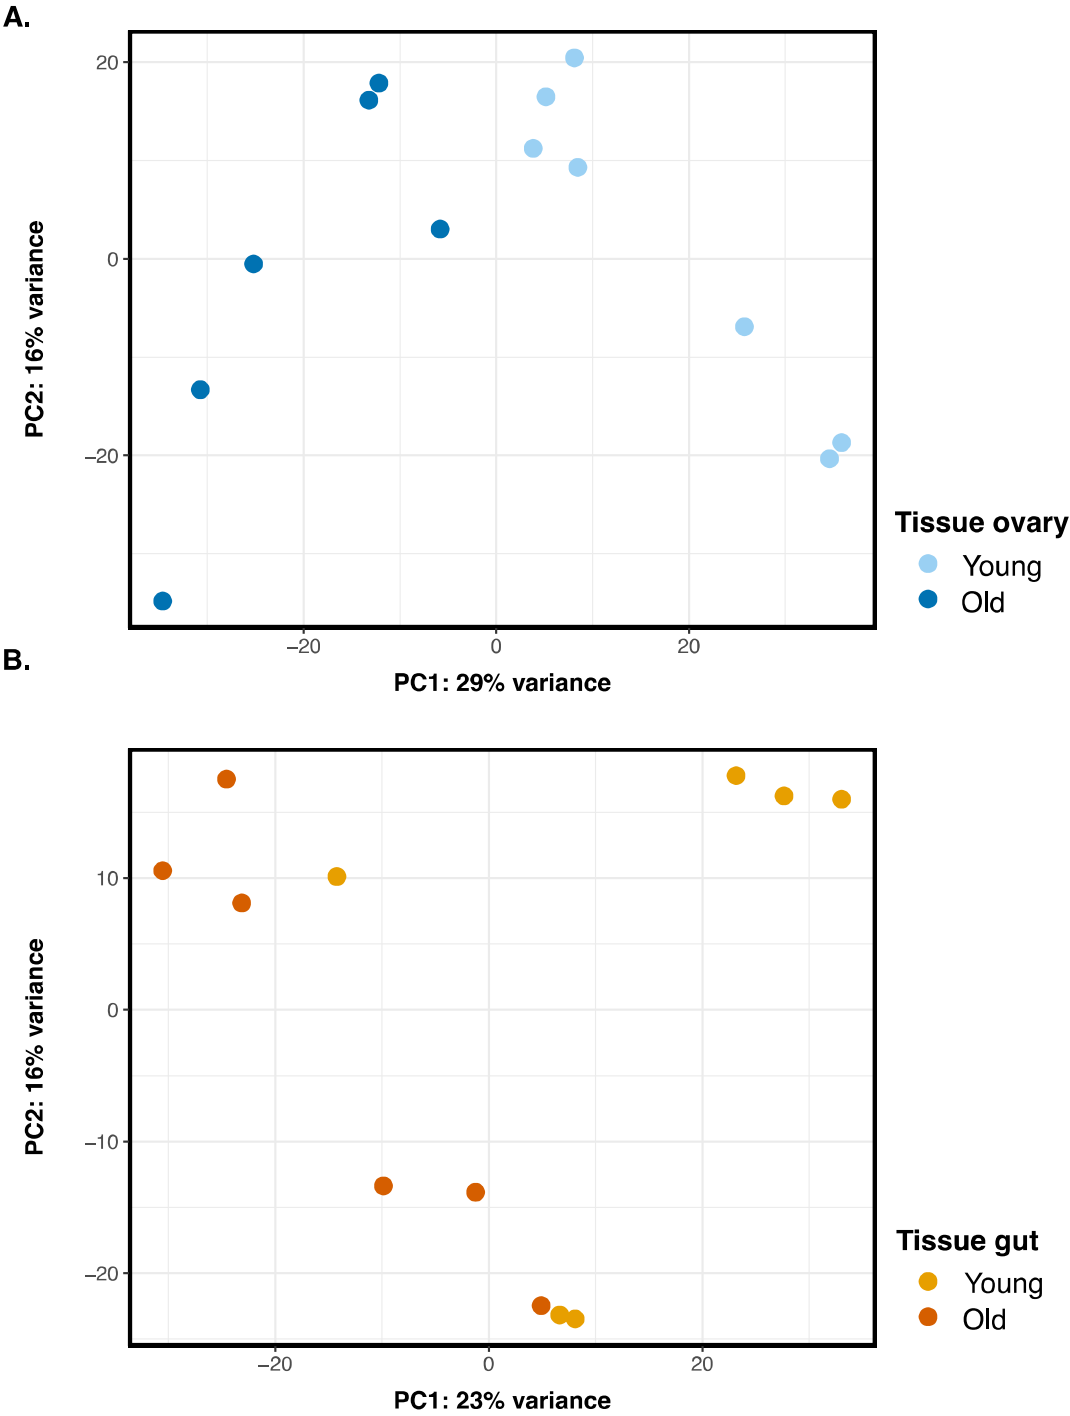 A.
20
0
−20
PC2: 16% variance
−20
0
20
PC1: 29% variance
Tissue ovary
Young
Old
B.
10
0
−10
−20
PC2: 16% variance
−20
0
20
PC1: 23% variance
Tissue gut
Young
Old